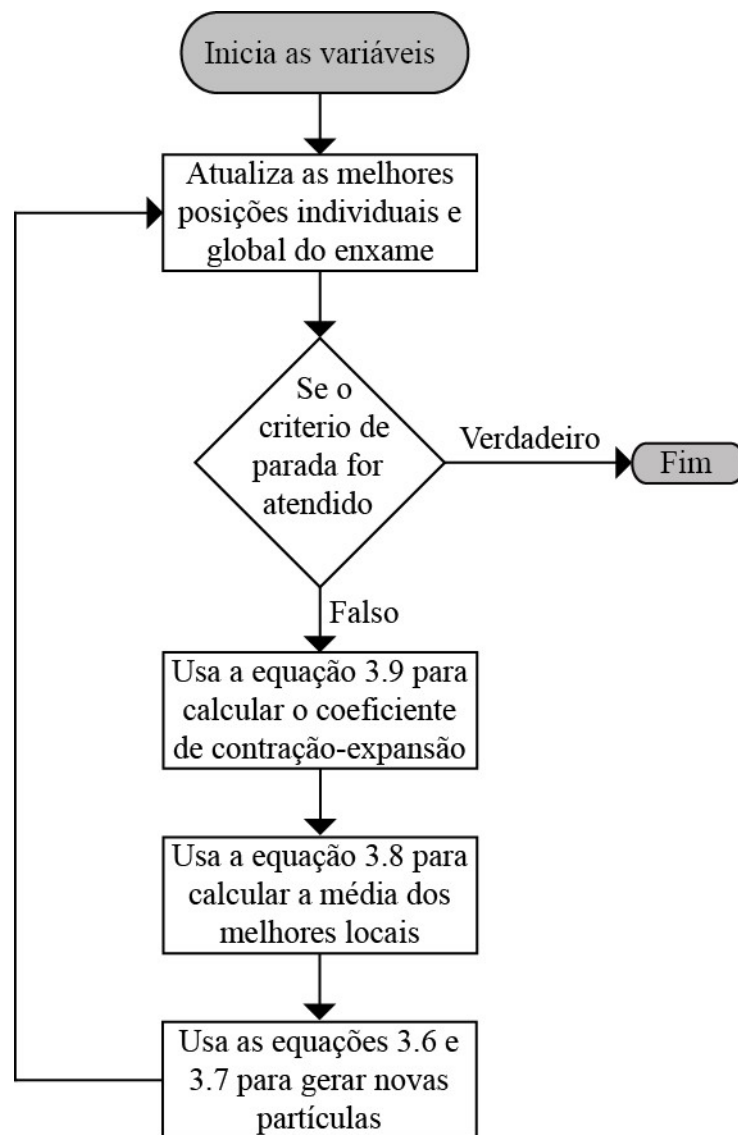 Inicia as variáveis
Atualiza as melhores
posições individuais e
global do enxame
Se o
criterio de
parada for
atendido
Verdadeiro
Fim
Falso
Usa a equação 3.9 para
calcular o coeficiente
de contração-expansão
Usa a equação 3.8 para
calcular a média dos
melhores locais
Usa as equações 3.6 e
3.7 para gerar novas
partículas